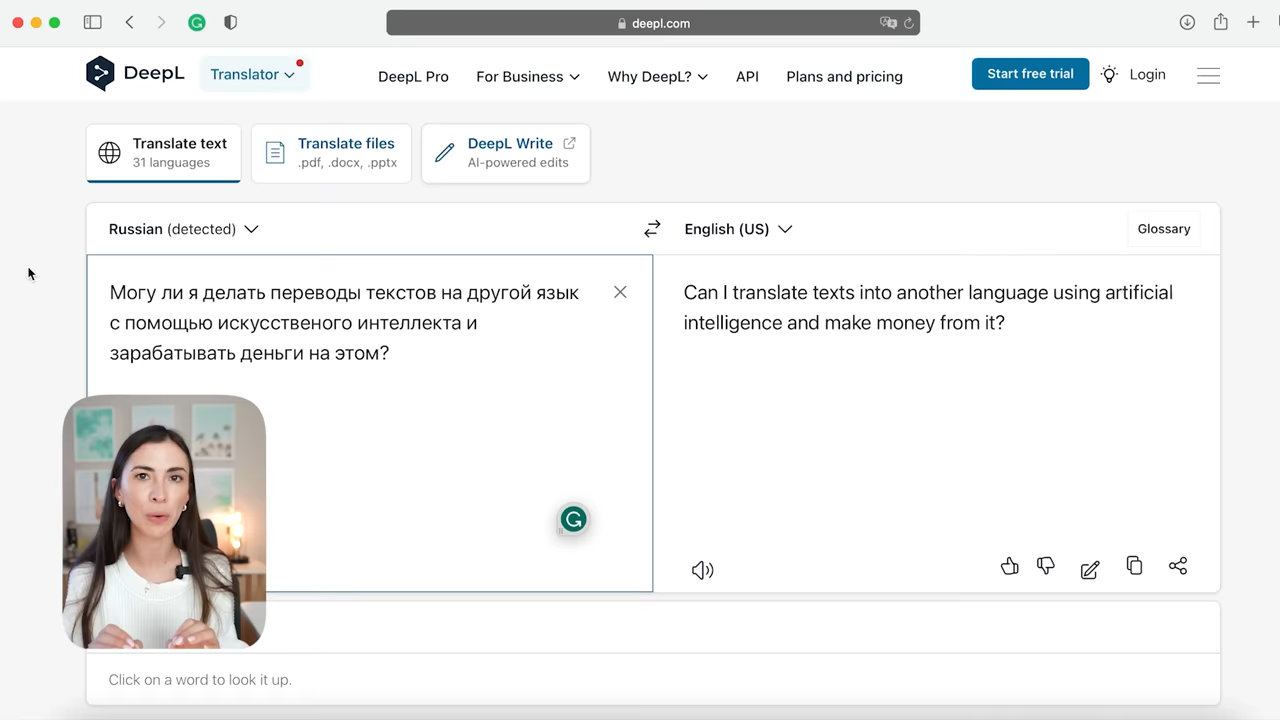 deepl.com
DeepL
Translator
DeepL Pro
For Business
Why DeepL?
API
Plans and pricing
Start free trial
Login
Translate text
31 languages
Translate files
.pdf, .docx, .pptx
DeepL Write
AI-powered edits
Russian (detected)
English (US)
Glossary
Могу ли я делать переводы текстов на другой язык
с помощью искусственого интеллекта и
зарабатывать деньги на этом?
Can I translate texts into another language using artificial
intelligence and make money from it?
Click on a word to look it up.